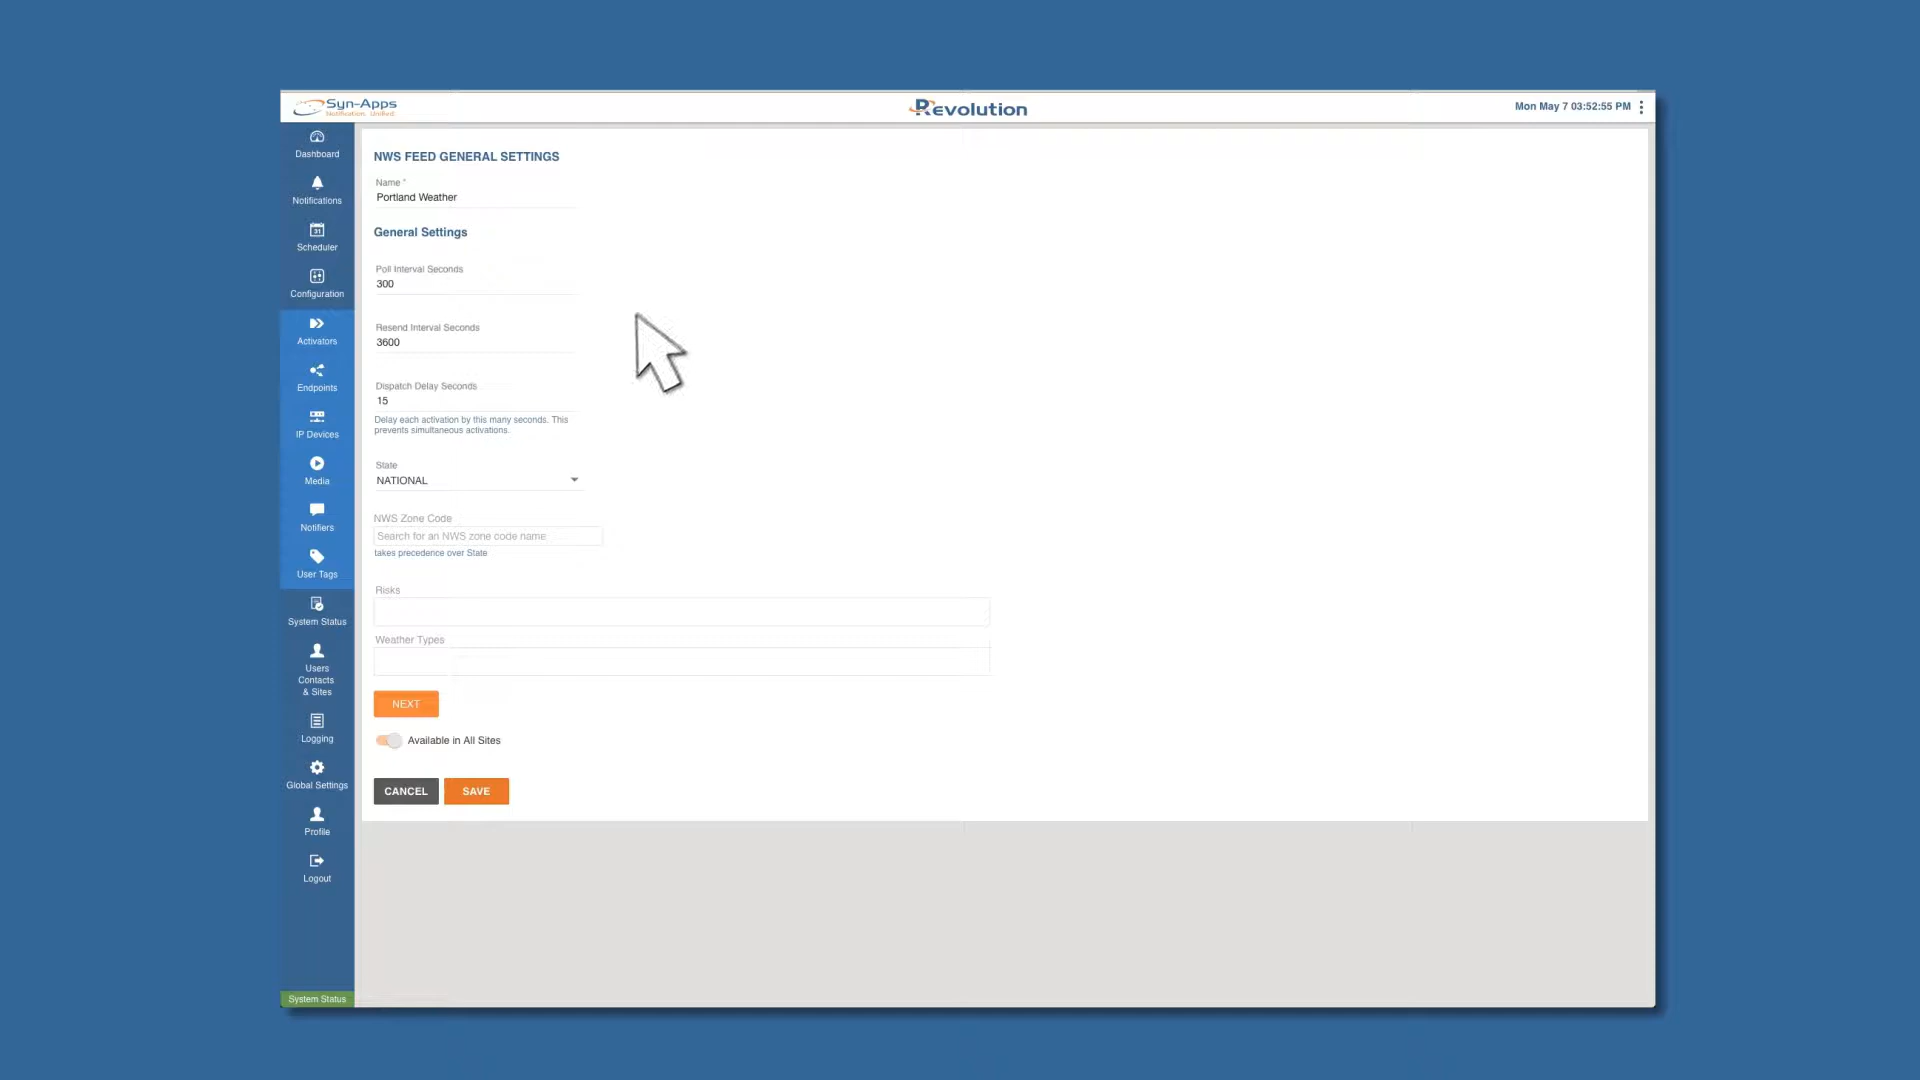 Syn-Apps
Notification. Unified.
Revolution
Mon May 7 03:52:55 PM
Dashboard
Notifications
31
Scheduler
Configuration
Activators
Endpoints
IP Devices
Media
Notifiers
User Tags
System Status
Users
Contacts
& Sites
Logging
Global Settings
Profile
Logout
System Status
NWS FEED GENERAL SETTINGS
Name *
Portland Weather
General Settings
Poll Interval Seconds
300
Resend Interval Seconds
3600
Dispatch Delay Seconds
15
Delay each activation by this many seconds. This
prevents simultaneous activations.
State
NATIONAL
NWS Zone Code
Search for an NWS zone code name
takes precedence over State
Risks
Weather Types
NEXT
Available in All Sites
CANCEL
SAVE